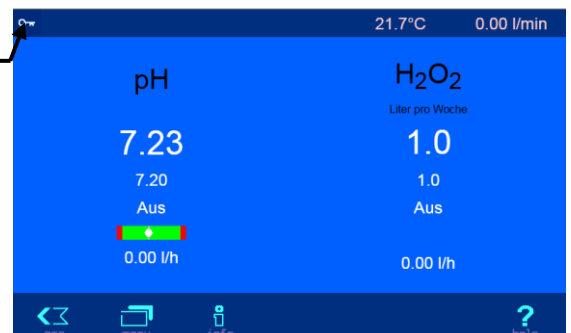 21.7°C 0.00 l/min
pH H₂O₂
Liter pro Woche
7.23 1.0
7.20 1.0
Aus Aus
0.00 l/h 0.00 l/h
?